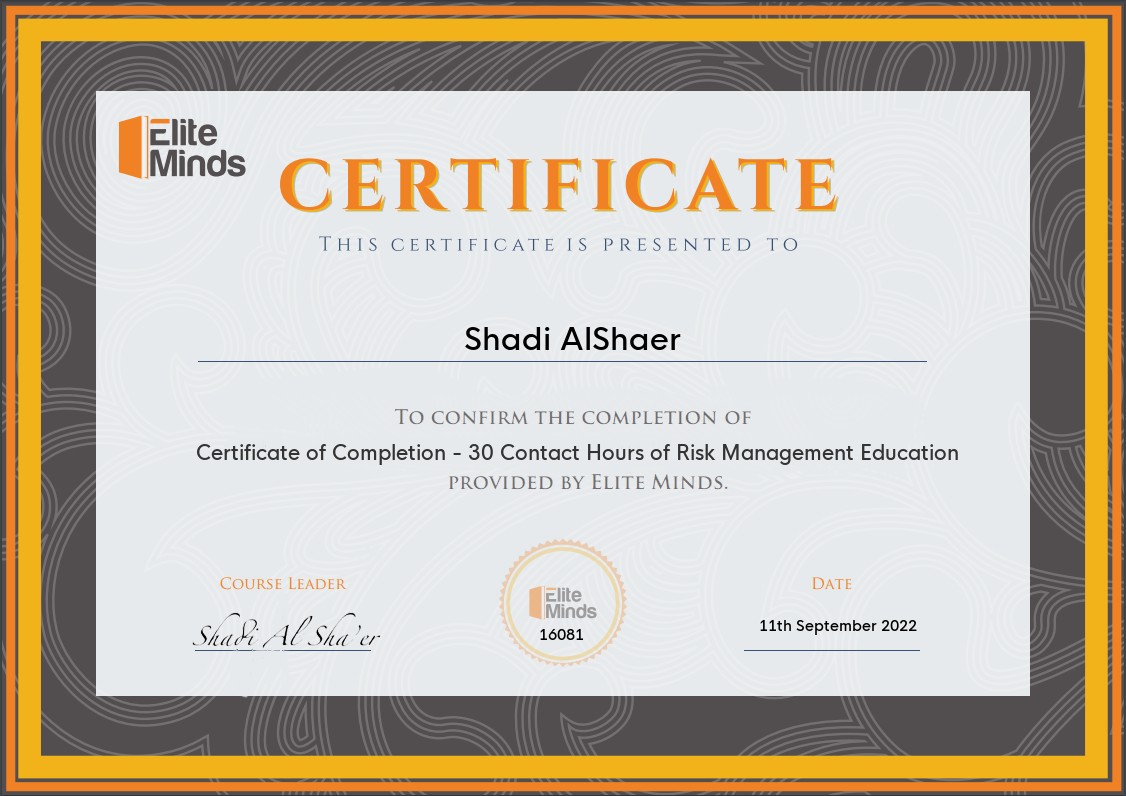 Elite
Minds
CERTIFICATE
THIS CERTIFICATE IS PRESENTED TO
Shadi AlShaer
TO CONFIRM THE COMPLETION OF
Certificate of Completion - 30 Contact Hours of Risk Management Education
PROVIDED BY ELITE MINDS.
COURSE LEADER
Shadi Al Sha'er
Elite
Minds
16081
DATE
11th September 2022